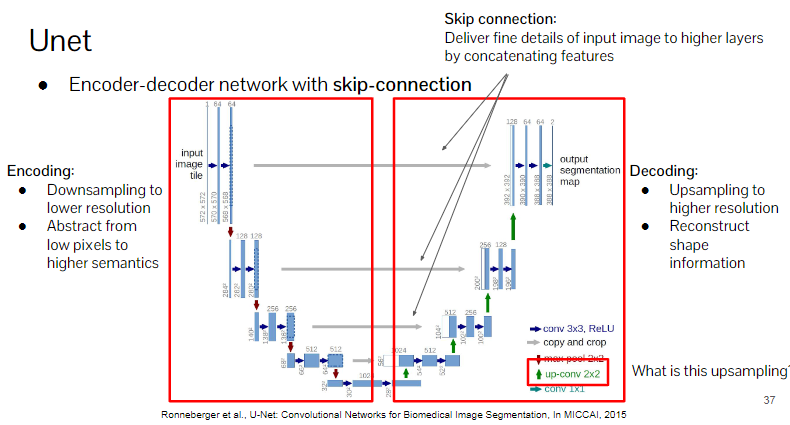 Unet
Skip connection:
Deliver fine details of input image to higher layers
by concatenating features
● Encoder-decoder network with skip-connection
Encoding:
● Downsampling to
lower resolution
● Abstract from
low pixels to
higher semantics
1 64 64
input
image
tile
572 x 572
570 x 570
568 x 568
128 128
284²
282²
280²
256 256
140²
138²
136²
512 512
68²
66²
64²
1024
32²
30²
28²
1024 512
56²
54²
52²
512 256
104²
102²
100²
256 128
200²
198²
196²
128 64 64 2
392 x 392
390 x 390
388 x 388
388 x 388
output
segmentation
map
conv 3x3, ReLU
copy and crop
max pool 2x2
up-conv 2x2
conv 1x1
Decoding:
● Upsampling to
higher resolution
● Reconstruct
shape
information
What is this upsampling?
Ronneberger et al., U-Net: Convolutional Networks for Biomedical Image Segmentation, In MICCAI, 2015
37